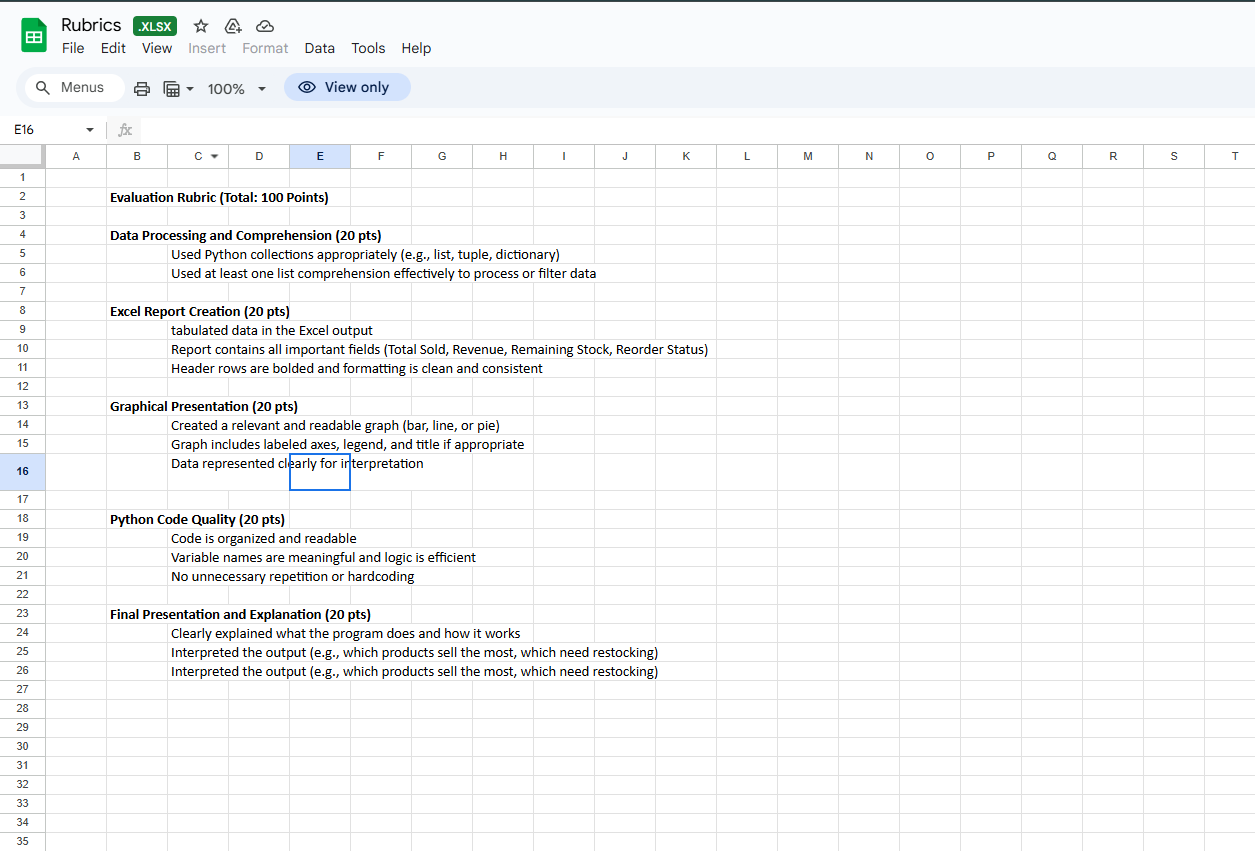 Rubrics .XLSX
File Edit View Insert Format Data Tools Help
Menus 100% View only
E16 fx
A B C D E F G H I J K L M N O P Q R S T
1
2 Evaluation Rubric (Total: 100 Points)
3
4 Data Processing and Comprehension (20 pts)
5 Used Python collections appropriately (e.g., list, tuple, dictionary)
6 Used at least one list comprehension effectively to process or filter data
7
8 Excel Report Creation (20 pts)
9 tabulated data in the Excel output
10 Report contains all important fields (Total Sold, Revenue, Remaining Stock, Reorder Status)
11 Header rows are bolded and formatting is clean and consistent
12
13 Graphical Presentation (20 pts)
14 Created a relevant and readable graph (bar, line, or pie)
15 Graph includes labeled axes, legend, and title if appropriate
16 Data represented clearly for interpretation
17
18 Python Code Quality (20 pts)
19 Code is organized and readable
20 Variable names are meaningful and logic is efficient
21 No unnecessary repetition or hardcoding
22
23 Final Presentation and Explanation (20 pts)
24 Clearly explained what the program does and how it works
25 Interpreted the output (e.g., which products sell the most, which need restocking)
26 Interpreted the output (e.g., which products sell the most, which need restocking)
27
28
29
30
31
32
33
34
35